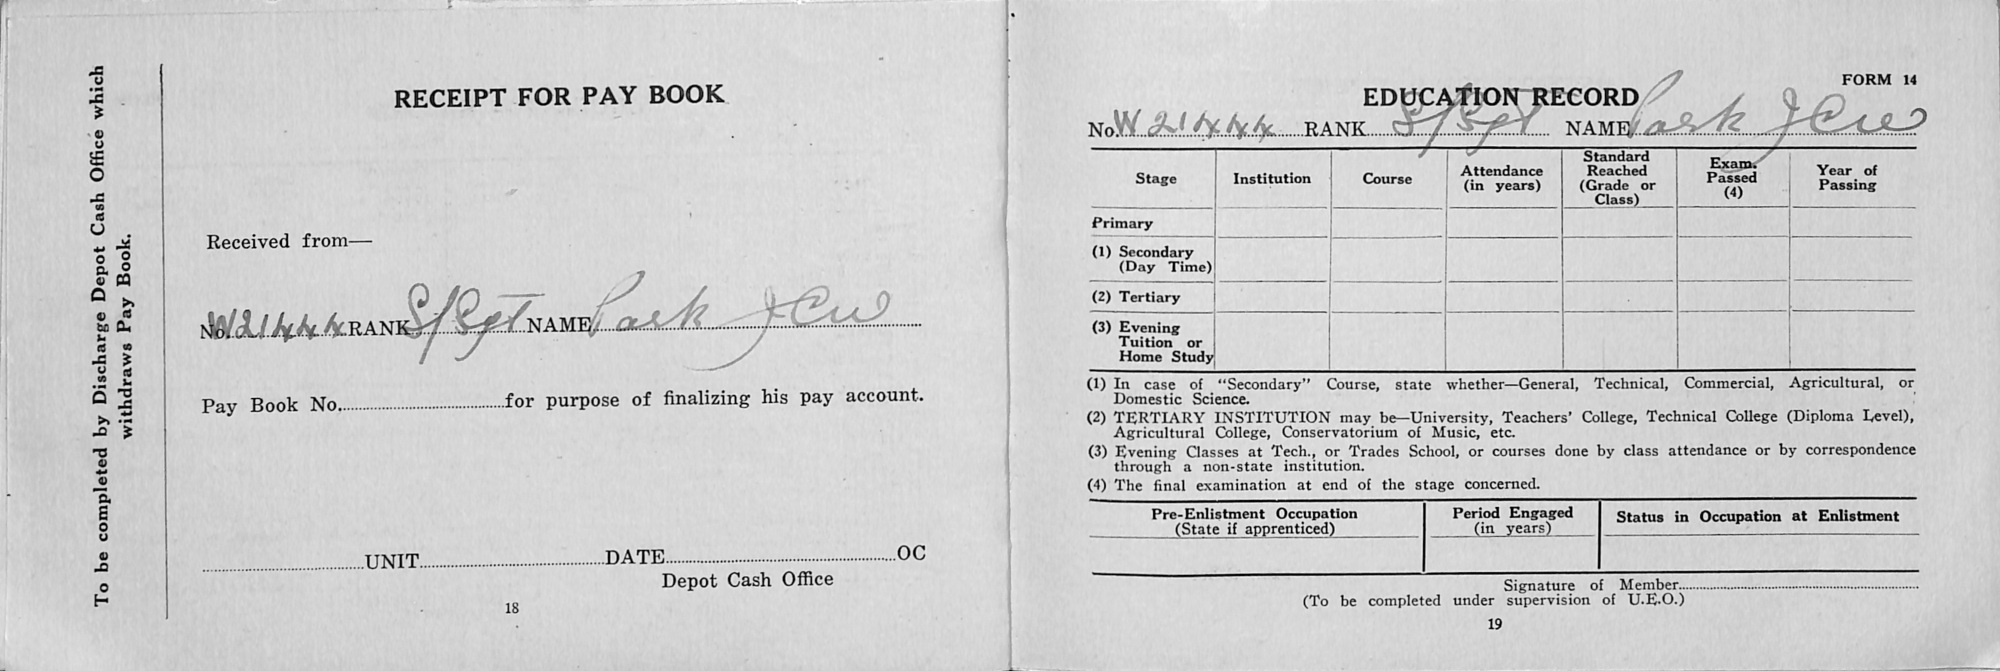 To be completed by Discharge Depot Cash Office which
withdraws Pay Book.
RECEIPT FOR PAY BOOK
Received from—
No. W21444 RANK S/Sgt NAME Park J
Pay Book No. for purpose of finalizing his pay account.
UNIT DATE OC
Depot Cash Office
18
FORM 14
EDUCATION RECORD
No. W21444 RANK S/Sgt NAME Park J
Stage Institution Course Attendance (in years) Standard Reached (Grade or Class) Exam. Passed (4) Year of Passing
Primary
(1) Secondary
(Day Time)
(2) Tertiary
(3) Evening
Tuition or
Home Study
(1) In case of "Secondary" Course, state whether—General, Technical, Commercial, Agricultural, or
Domestic Science.
(2) TERTIARY INSTITUTION may be—University, Teachers' College, Technical College (Diploma Level),
Agricultural College, Conservatorium of Music, etc.
(3) Evening Classes at Tech., or Trades School, or courses done by class attendance or by correspondence
through a non-state institution.
(4) The final examination at end of the stage concerned.
Pre-Enlistment Occupation (State if apprenticed) Period Engaged (in years) Status in Occupation at Enlistment
Signature of Member
(To be completed under supervision of U.E.O.)
19